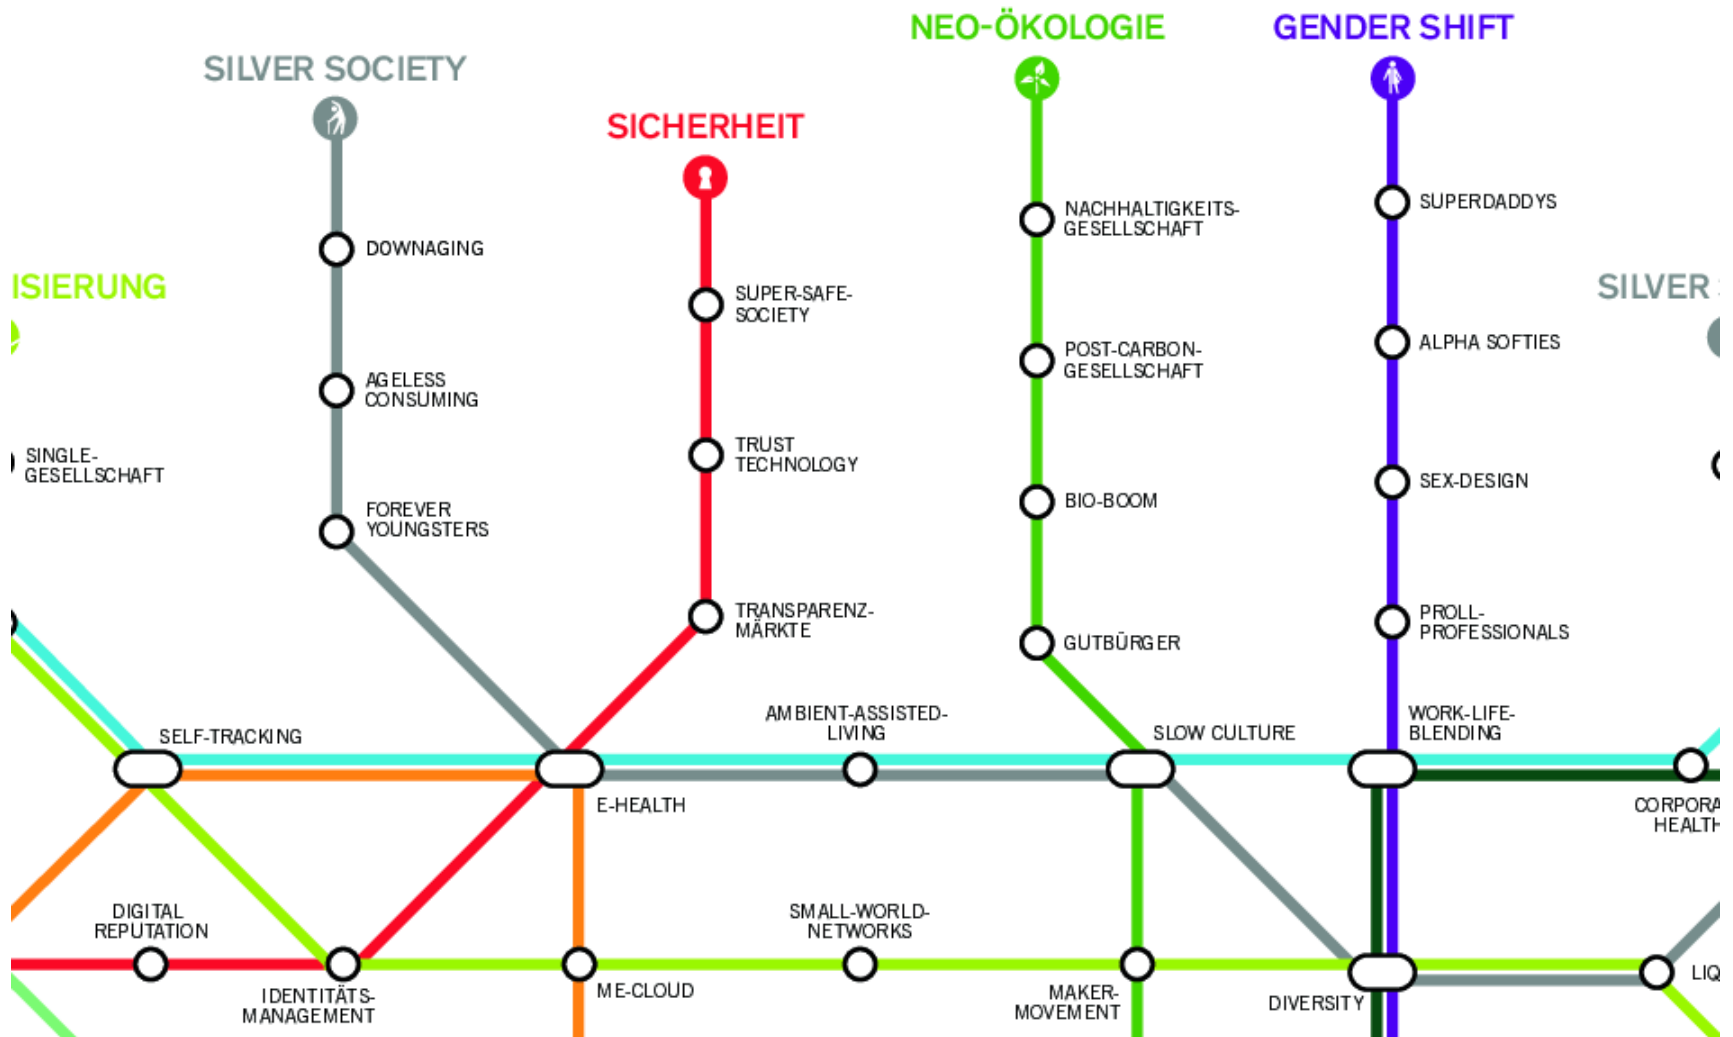 NEO-ÖKOLOGIE
GENDER SHIFT
SILVER SOCIETY
SICHERHEIT
SUPERDADDYS
NACHHALTIGKEITS-
GESELLSCHAFT
DOWNAGING
ISIERUNG
SILVER
SUPER-SAFE-
SOCIETY
ALPHA SOFTIES
POST-CARBON-
GESELLSCHAFT
AGELESS
CONSUMING
TRUST
TECHNOLOGY
SINGLE-
GESELLSCHAFT
SEX-DESIGN
BIO-BOOM
FOREVER
YOUNGSTERS
TRANSPARENZ-
MÄRKTE
PROLL-
PROFESSIONALS
GUTBÜRGER
AMBIENT-ASSISTED-
LIVING
WORK-LIFE-
BLENDING
SELF-TRACKING
SLOW CULTURE
E-HEALTH
CORPORA
HEALTH
DIGITAL
REPUTATION
SMALL-WORLD-
NETWORKS
LIQ
ME-CLOUD
IDENTITÄTS-
MANAGEMENT
MAKER-
MOVEMENT
DIVERSITY